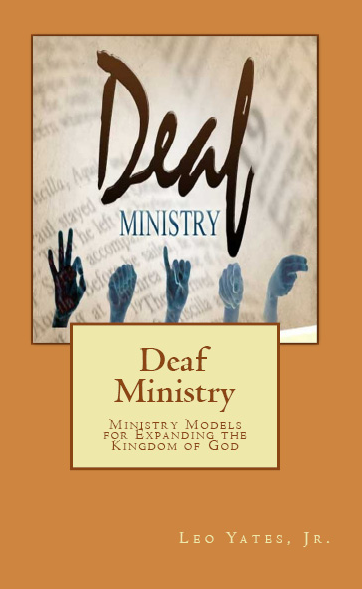 Deaf
MINISTRY
Deaf
Ministry
Ministry Models
for Expanding the
Kingdom of God
Leo Yates, Jr.